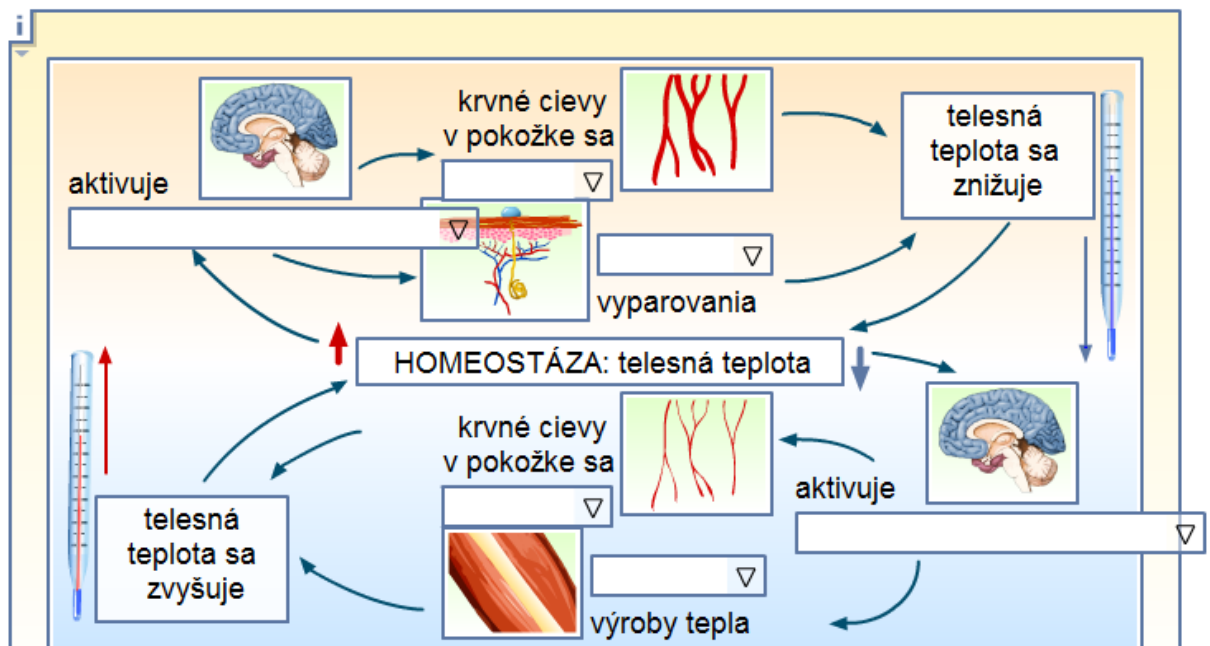 i
krvné cievy
v pokožke sa
aktivuje
telesná
teplota sa
znižuje
vyparovania
HOMEOSTÁZA: telesná teplota
krvné cievy
v pokožke sa
aktivuje
telesná
teplota sa
zvyšuje
výroby tepla